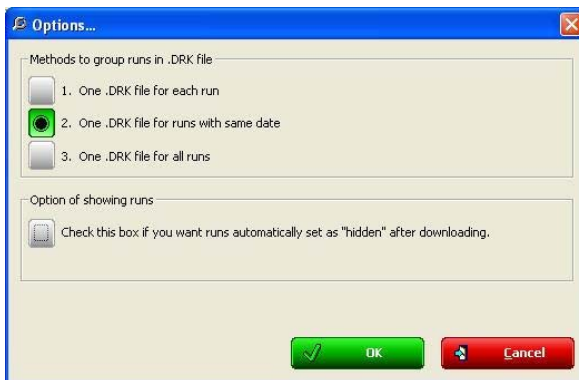 Options...
Methods to group runs in .DRK file
1. One .DRK file for each run
2. One .DRK file for runs with same date
3. One .DRK file for all runs
Option of showing runs
Check this box if you want runs automatically set as "hidden" after downloading.
OK
Cancel